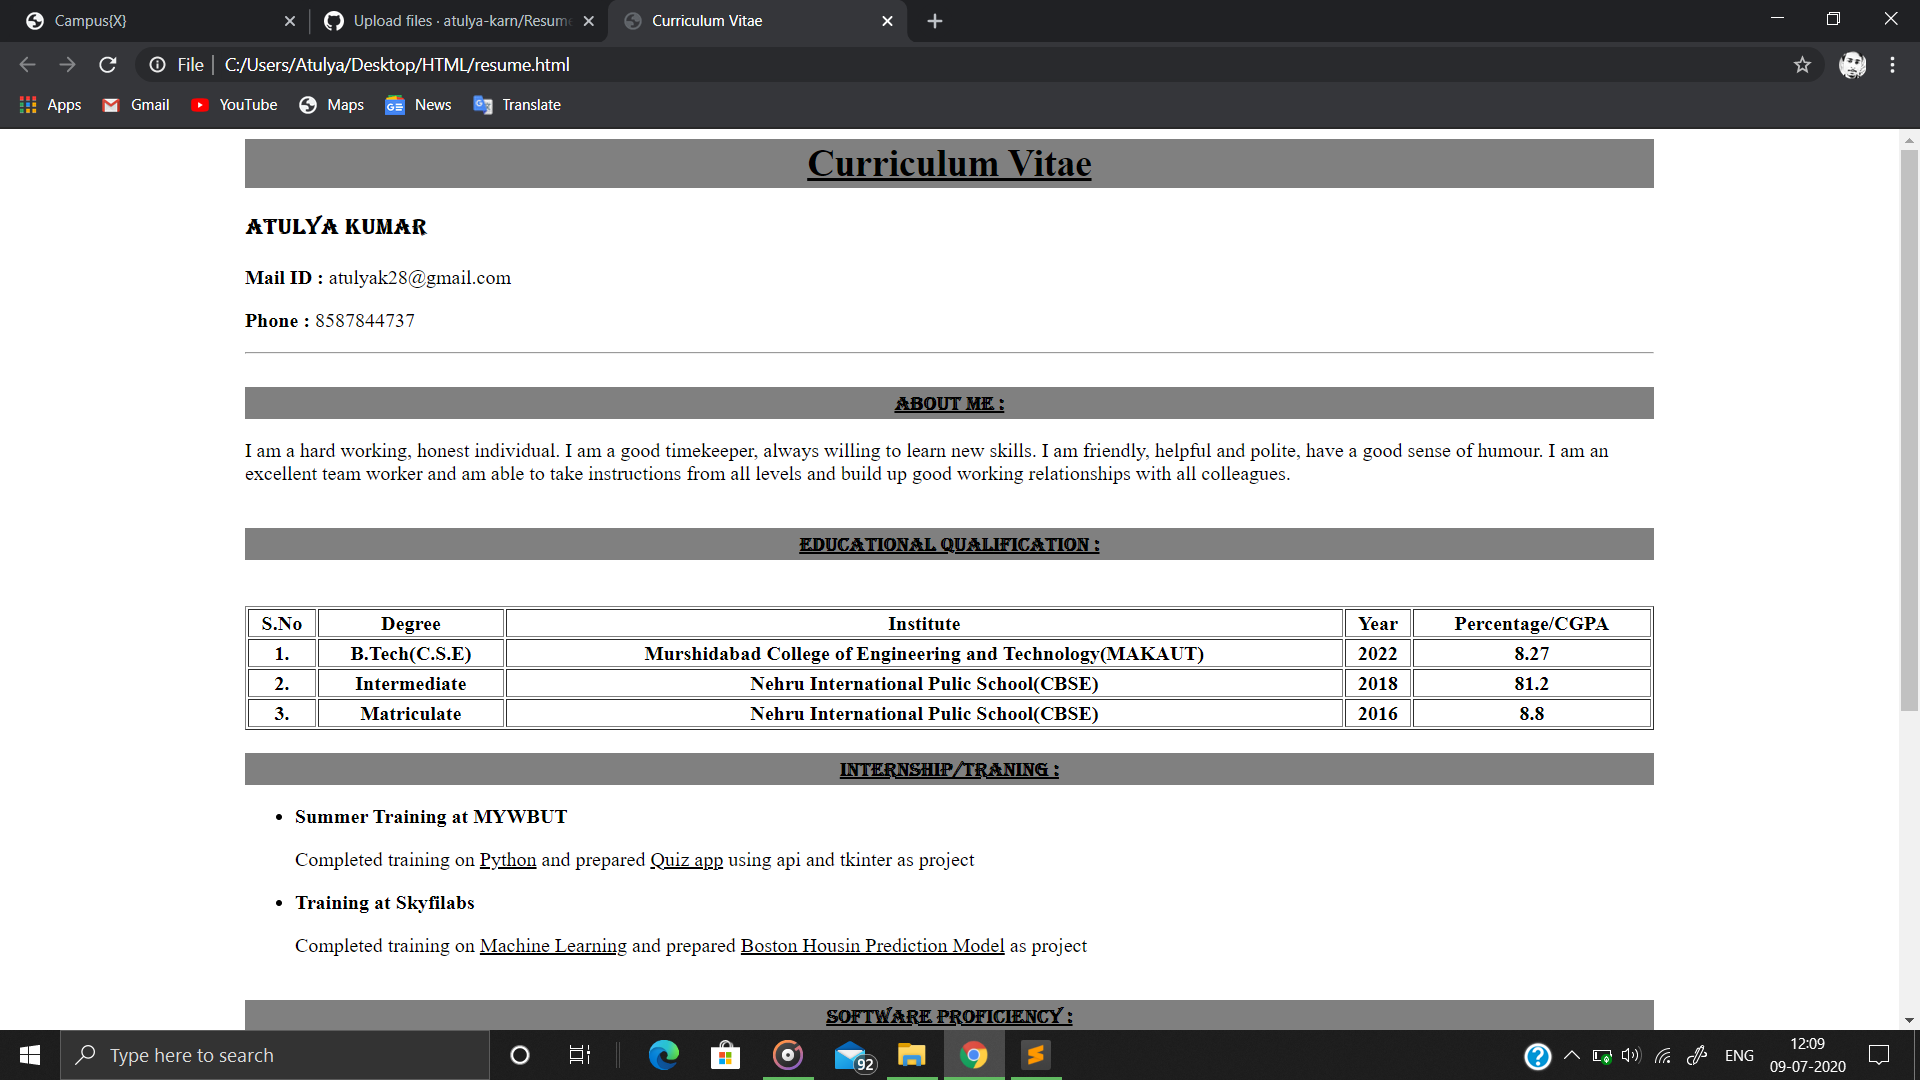 Campus{X}
Upload files · atulya-karn/Resume
Curriculum Vitae
File
C:/Users/Atulya/Desktop/HTML/resume.html
Apps
Gmail
YouTube
Maps
News
Translate
Curriculum Vitae
ATULYA KUMAR
Mail ID : atulyak28@gmail.com
Phone : 8587844737
ABOUT ME :
I am a hard working, honest individual. I am a good timekeeper, always willing to learn new skills. I am friendly, helpful and polite, have a good sense of humour. I am an
excellent team worker and am able to take instructions from all levels and build up good working relationships with all colleagues.
EDUCATIONAL QUALIFICATION :
S.No Degree Institute Year Percentage/CGPA
1. B.Tech(C.S.E) Murshidabad College of Engineering and Technology(MAKAUT) 2022 8.27
2. Intermediate Nehru International Pulic School(CBSE) 2018 81.2
3. Matriculate Nehru International Pulic School(CBSE) 2016 8.8
INTERNSHIP/TRANING :
Summer Training at MYWBUT
Completed training on Python and prepared Quiz app using api and tkinter as project
Training at Skyfilabs
Completed training on Machine Learning and prepared Boston Housin Prediction Model as project
SOFTWARE PROFICIENCY :
Type here to search
92
ENG
12:09
09-07-2020